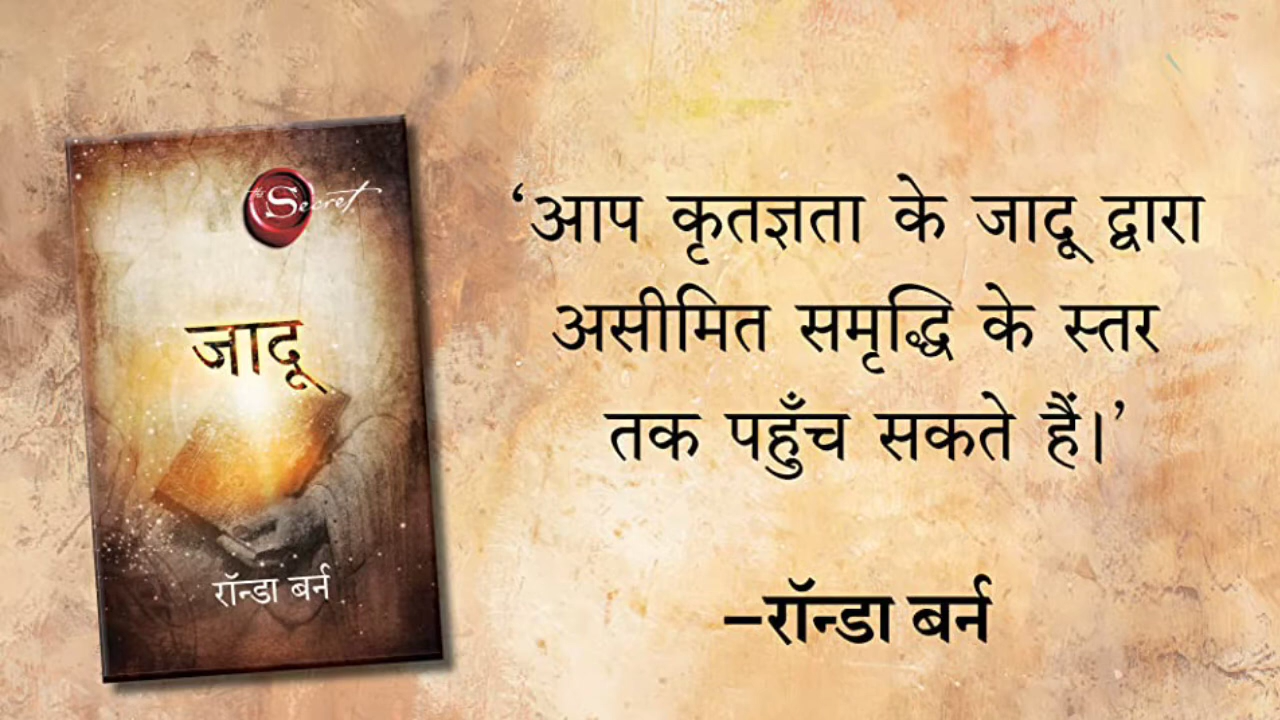 the Secret
जादू
रॉन्डा बर्न
‘आप कृतज्ञता के जादू द्वारा
असीमित समृद्धि के स्तर
तक पहुँच सकते हैं।’
–रॉन्डा बर्न